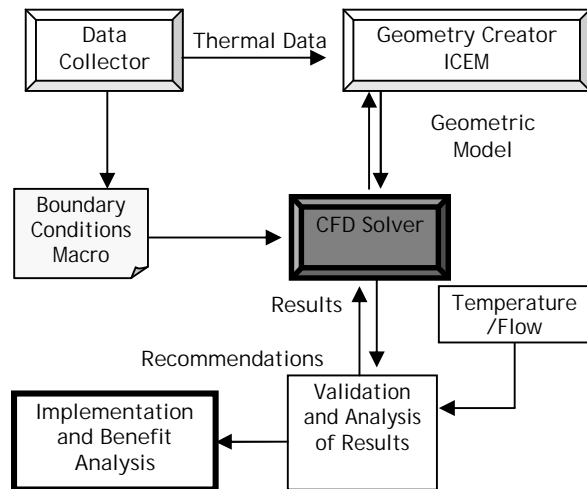 Data
Collector
Thermal Data
Geometry Creator
ICEM
Geometric
Model
Boundary
Conditions
Macro
CFD Solver
Results
Temperature
/Flow
Recommendations
Validation
and Analysis
of Results
Implementation
and Benefit
Analysis